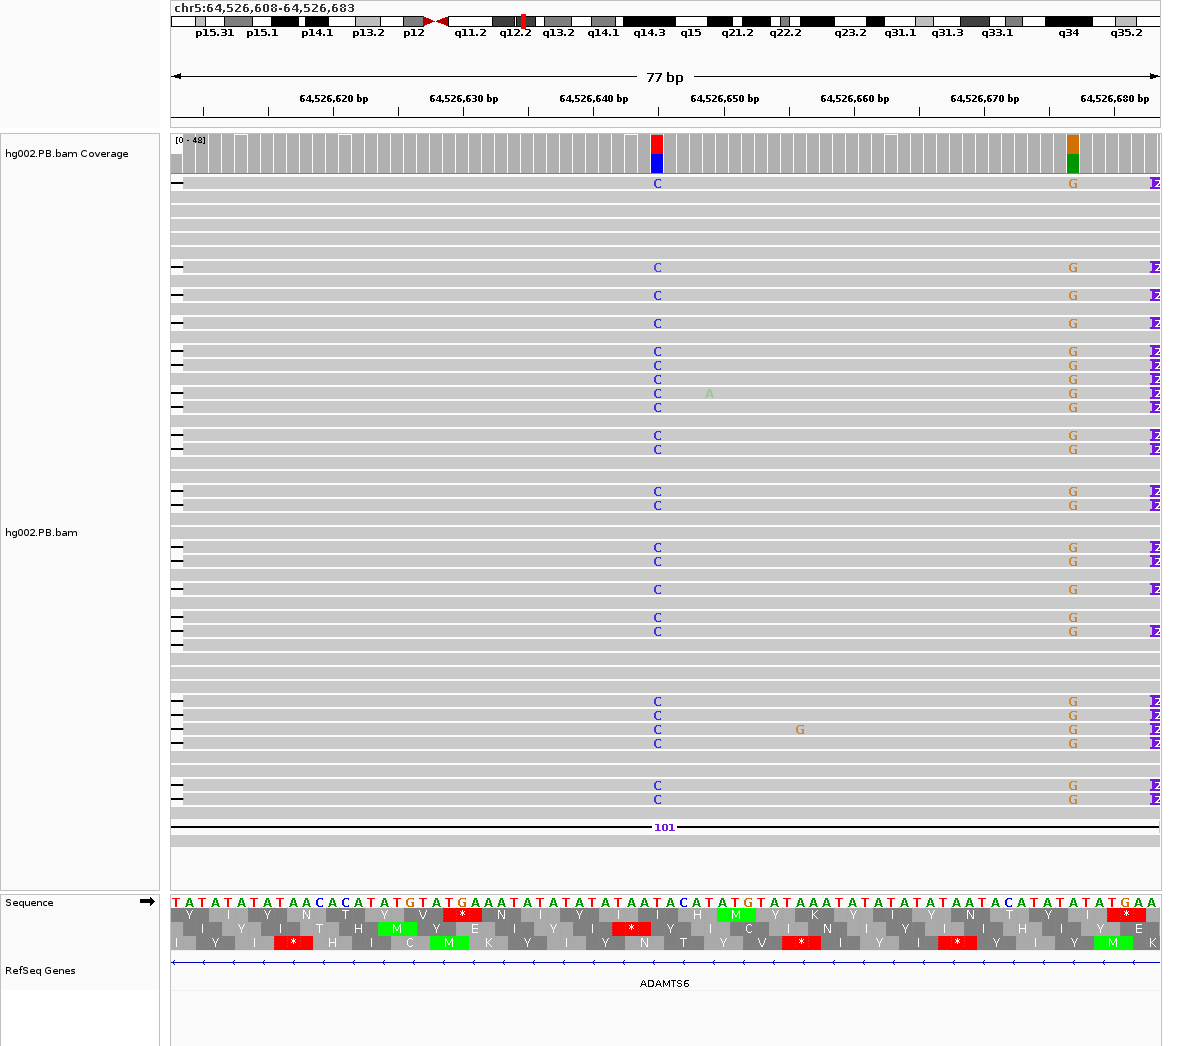 chr5:64,526,608-64,526,683
p15.31 p15.1 p14.1 p13.2 p12 q11.2 q12.2 q13.2 q14.1 q14.3 q15 q21.2 q22.2 q23.2 q31.1 q31.3 q33.1 q34 q35.2
77 bp
64,526,620 bp 64,526,630 bp 64,526,640 bp 64,526,650 bp 64,526,660 bp 64,526,670 bp 64,526,680 bp
hg002.PB.bam Coverage
[0 - 48]
C G
C G
C G
C G
C G
C G
C G
C A G
C G
C G
C G
C G
C G
C G
C G
C G
C G
C G
C G
C G
C G G
C G
C G
C G
101
hg002.PB.bam
Sequence
TATATATATAACACATATGTATGAAATATATATATAATACATATGTATAAATATATATATAATACATATATATGAA
Y I Y N T Y V * N I Y I I H M Y K Y I Y N T Y I *
I Y I T H M Y E I Y I * Y I C I N I Y I I H I Y E
I Y I * H I C M K Y I Y N T Y V * I Y I * Y I Y M K
RefSeq Genes
ADAMTS6